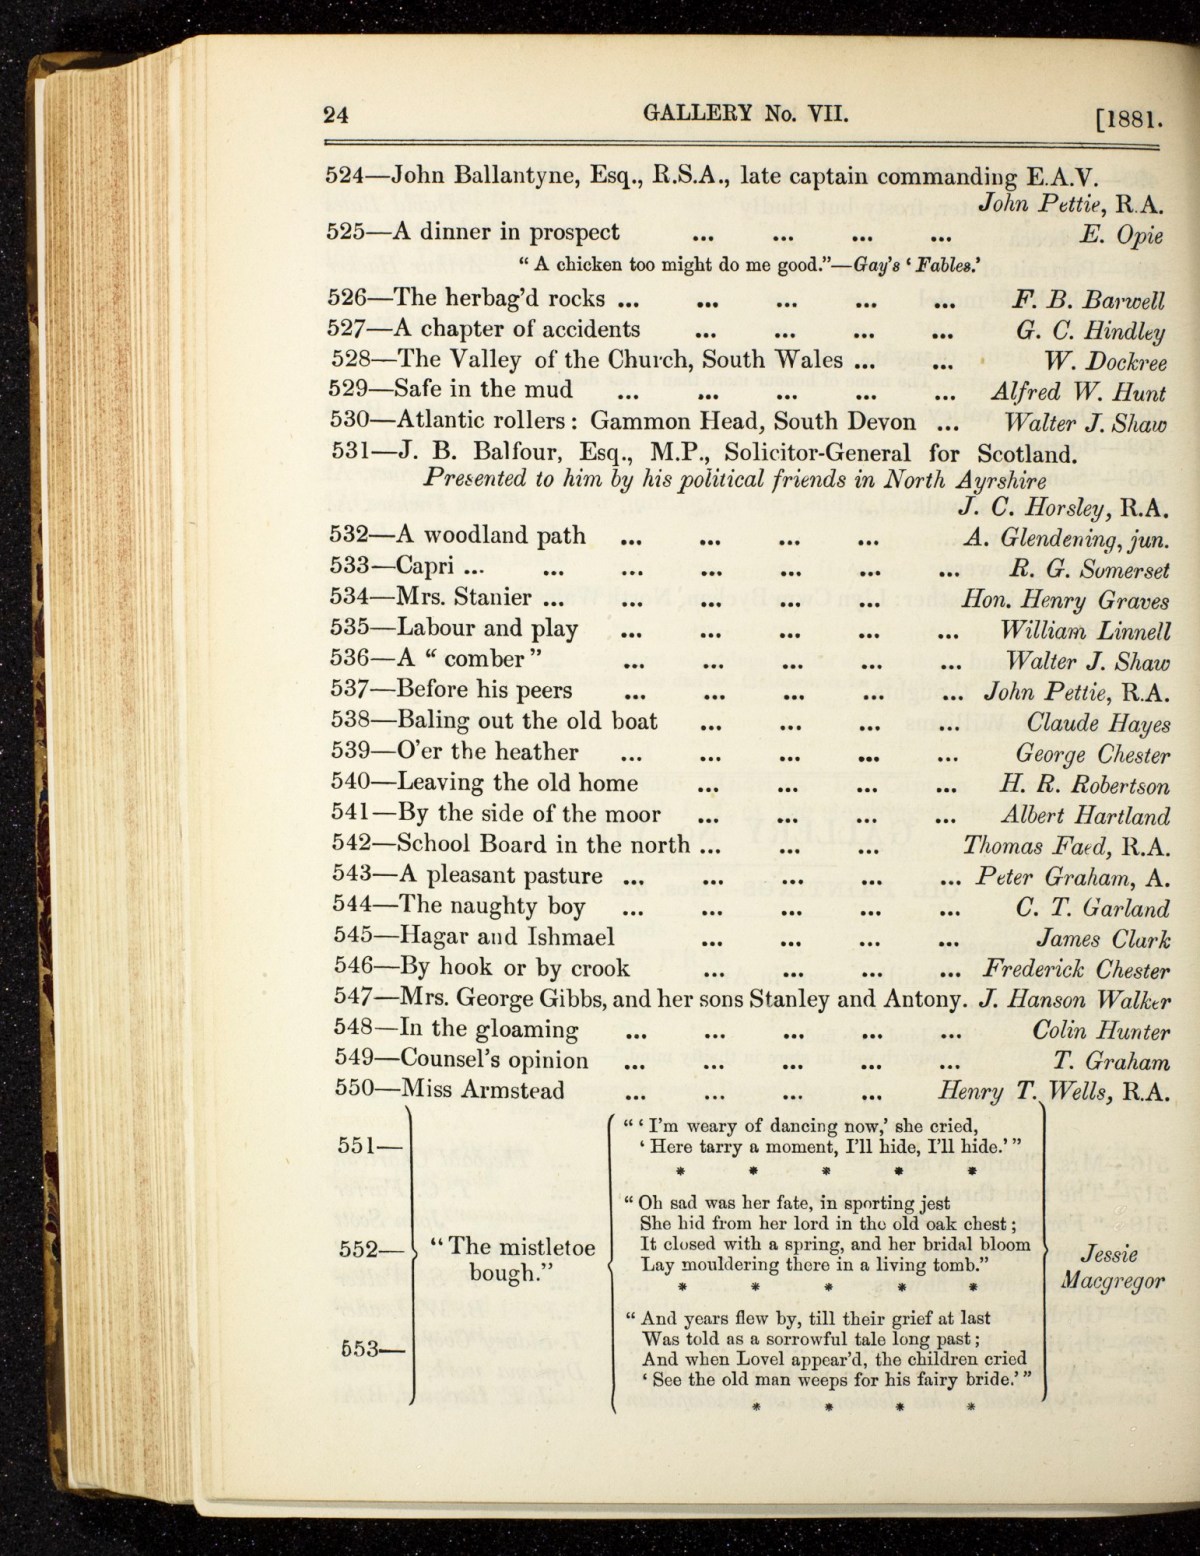 24 GALLERY No. VII. [1881.
524—John Ballantyne, Esq., R.S.A., late captain commanding E.A.V.
John Pettie, R.A.
525—A dinner in prospect ... ... ... ... E. Opie
“ A chicken too might do me good.”—Gay's ‘ Fables.’
526—The herbag'd rocks ... ... ... ... ... F. B. Barwell
527—A chapter of accidents ... ... ... ... G. C. Hindley
528—The Valley of the Church, South Wales ... ... W. Dockree
529—Safe in the mud ... ... ... ... ... Alfred W. Hunt
530—Atlantic rollers : Gammon Head, South Devon ... Walter J. Shaw
531—J. B. Balfour, Esq., M.P., Solicitor-General for Scotland.
Presented to him by his political friends in North Ayrshire
J. C. Horsley, R.A.
532—A woodland path ... ... ... ... A. Glendening, jun.
533—Capri ... ... ... ... ... ... ... R. G. Somerset
534—Mrs. Stanier ... ... ... ... ... Hon. Henry Graves
535—Labour and play ... ... ... ... ... William Linnell
536—A “ comber ” ... ... ... ... ... Walter J. Shaw
537—Before his peers ... ... ... ... ... John Pettie, R.A.
538—Baling out the old boat ... ... ... ... Claude Hayes
539—O'er the heather ... ... ... ... ... George Chester
540—Leaving the old home ... ... ... ... H. R. Robertson
541—By the side of the moor ... ... ... ... Albert Hartland
542—School Board in the north ... ... ... Thomas Faed, R.A.
543—A pleasant pasture ... ... ... ... ... Peter Graham, A.
544—The naughty boy ... ... ... ... ... C. T. Garland
545—Hagar and Ishmael ... ... ... ... James Clark
546—By hook or by crook ... ... ... ... Frederick Chester
547—Mrs. George Gibbs, and her sons Stanley and Antony. J. Hanson Walker
548—In the gloaming ... ... ... ... ... Colin Hunter
549—Counsel's opinion ... ... ... ... ... T. Graham
550—Miss Armstead ... ... ... ... Henry T. Wells, R.A.
“ ‘ I'm weary of dancing now,’ she cried,
551— ‘ Here tarry a moment, I'll hide, I'll hide.’ ”
* * * * *
“ Oh sad was her fate, in sporting jest
She hid from her lord in the old oak chest ;
552— “ The mistletoe It closed with a spring, and her bridal bloom Jessie
bough.” Lay mouldering there in a living tomb.” Macgregor
* * * * *
“ And years flew by, till their grief at last
Was told as a sorrowful tale long past ;
553— And when Lovel appear'd, the children cried
‘ See the old man weeps for his fairy bride.’ ”
* * * *